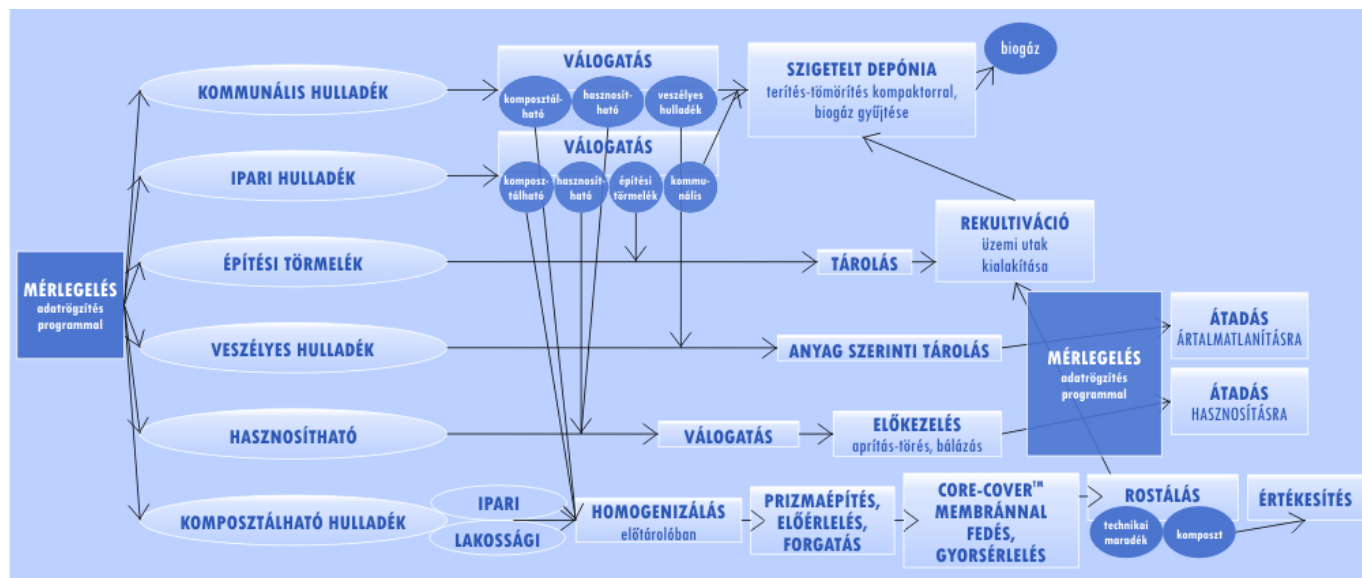 MÉRLEGELÉS
adatrögzítés
programmal
KOMMUNÁLIS HULLADÉK
IPARI HULLADÉK
ÉPÍTÉSI TÖRMELÉK
VESZÉLYES HULLADÉK
HASZNOSÍTHATÓ
KOMPOSZTÁLHATÓ HULLADÉK
IPARI
LAKOSSÁGI
VÁLOGATÁS
komposztál-
ható
hasznosít-
ható
veszélyes
hulladék
VÁLOGATÁS
komposz-
tálható
hasznosít-
ható
építési
törmelék
kommu-
nális
SZIGETELT DEPÓNIA
terítés-tömörítés kompaktorral,
biogáz gyűjtése
biogáz
REKULTIVÁCIÓ
üzemi utak
kialakítása
TÁROLÁS
ANYAG SZERINTI TÁROLÁS
MÉRLEGELÉS
adatrögzítés
programmal
ÁTADÁS
ÁRTALMATLANÍTÁSRA
VÁLOGATÁS
ELŐKEZELÉS
aprítás-törés, bálázás
ÁTADÁS
HASZNOSÍTÁSRA
HOMOGENIZÁLÁS
előtárolóban
PRIZMAÉPÍTÉS,
ELŐÉRLELÉS,
FORGATÁS
CORE-COVER™
MEMBRÁNNAL
FEDÉS,
GYORSÉRLELÉS
ROSTÁLÁS
technikai
maradék
komposzt
ÉRTÉKESÍTÉS